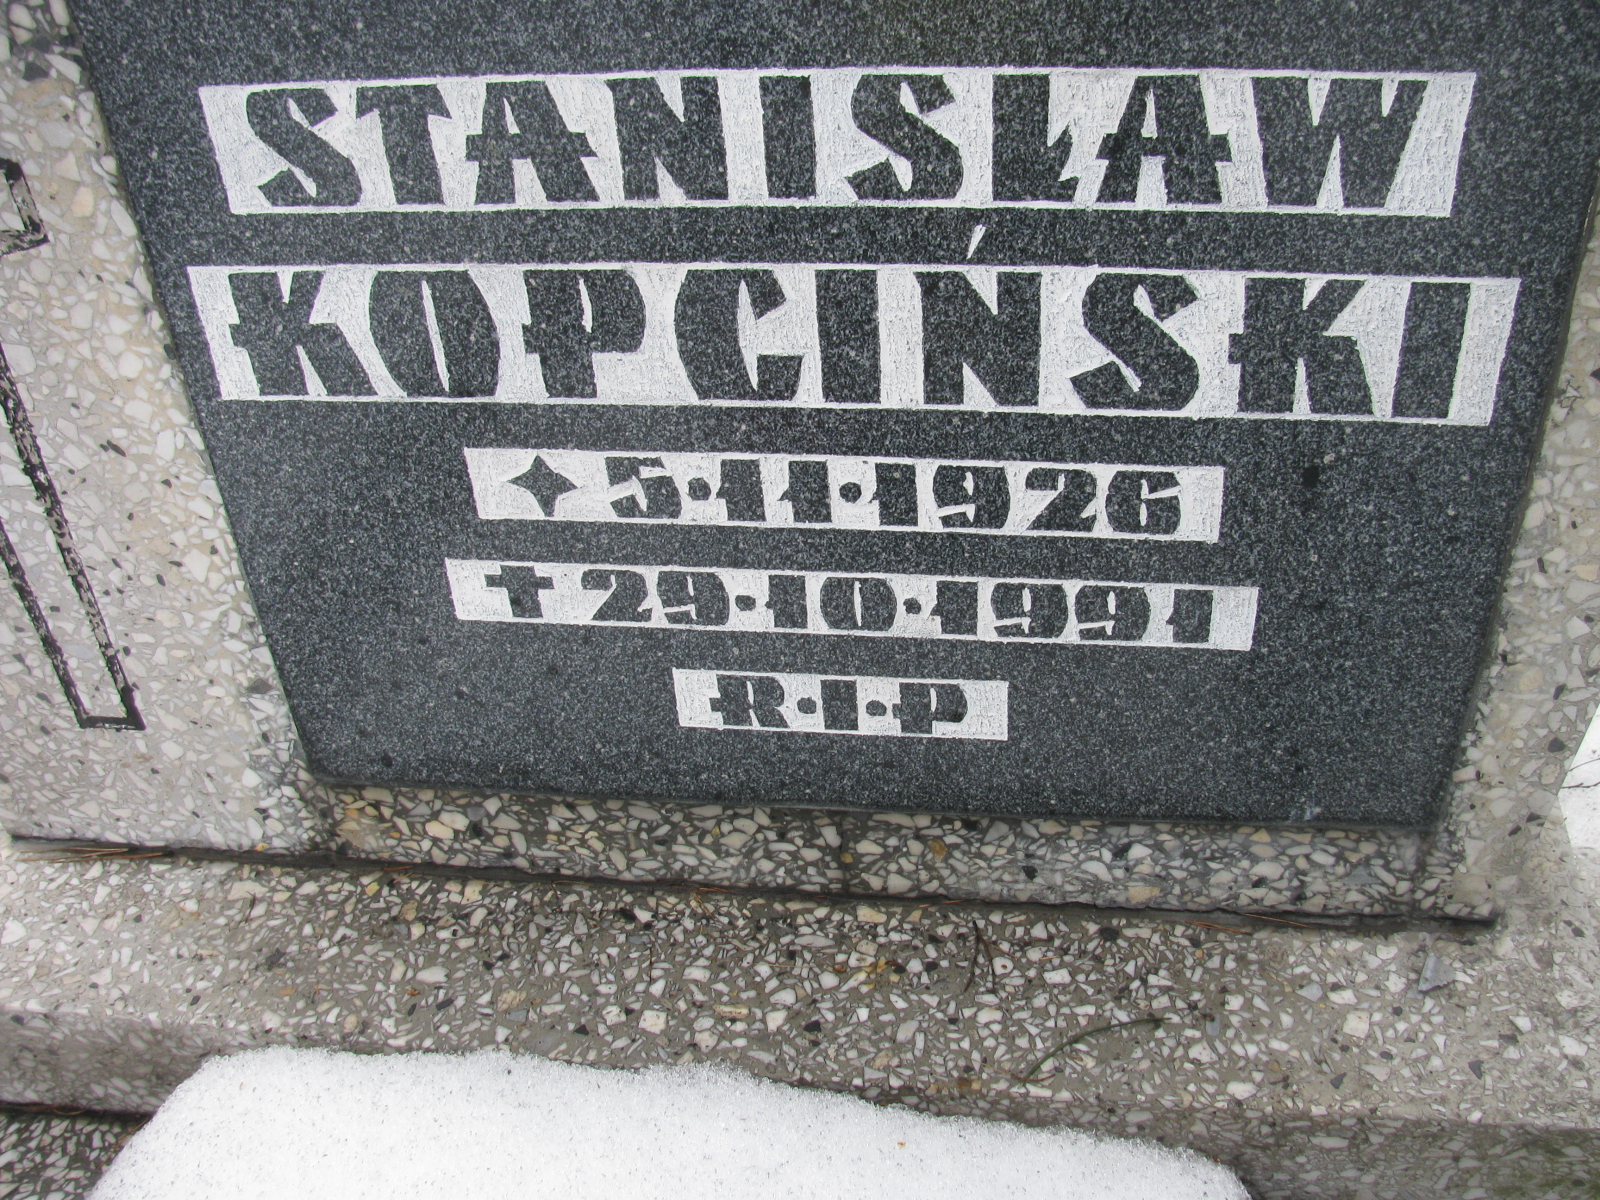 STANISŁAW
KOPCIŃSKI
✦ 5·11·1926
✝ 29·10·1991
R·I·P